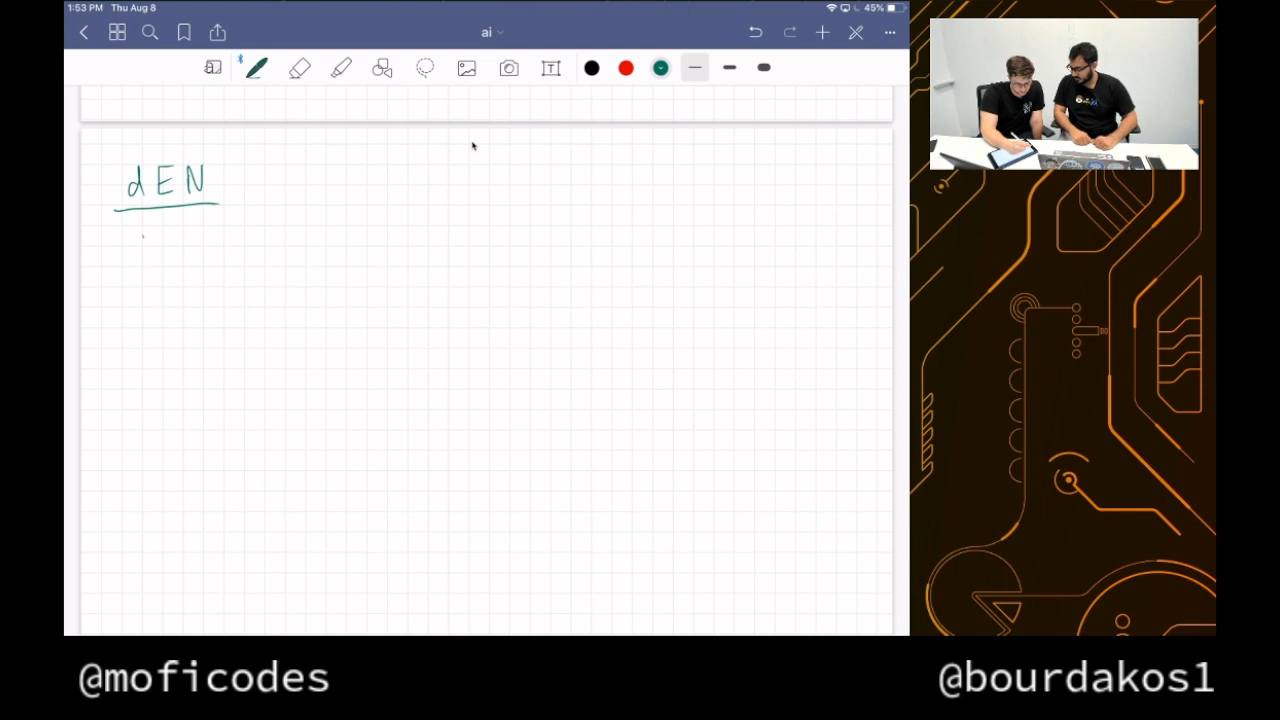 1:53 PM Thu Aug 8
45%
ai
T
dEN
@moficodes
@bourdakos1